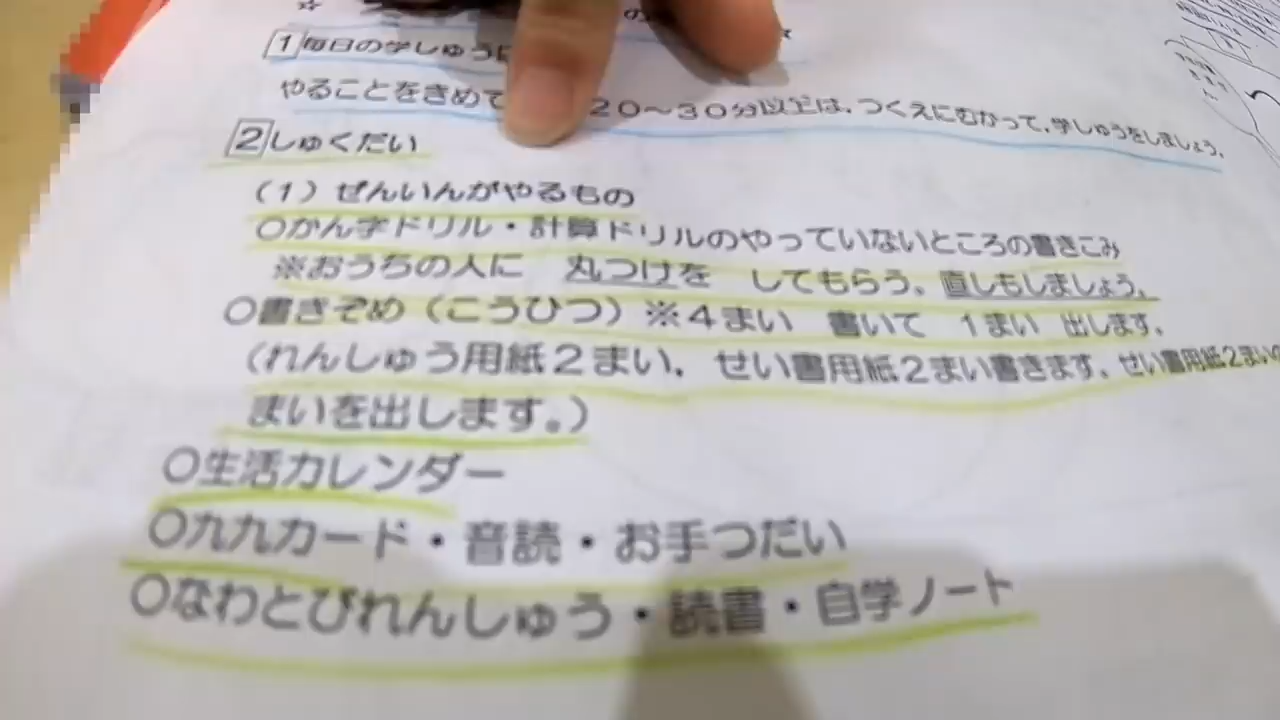 ☆ の ☆
1 毎日の学しゅう
やることをきめて 20～30分以上は、つくえにむかって、学しゅうをしましょう。
2 しゅくだい
（1）ぜんいんがやるもの
○かん字ドリル・計算ドリルのやっていないところの書きこみ
※おうちの人に 丸つけを してもらう。直しもしましょう。
○書きぞめ（こうひつ）※4まい 書いて 1まい 出します。
（れんしゅう用紙2まい、せい書用紙2まい書きます。せい書用紙2まいの
まいを出します。）
○生活カレンダー
○九九カード・音読・お手つだい
○なわとびれんしゅう・読書・自学ノート